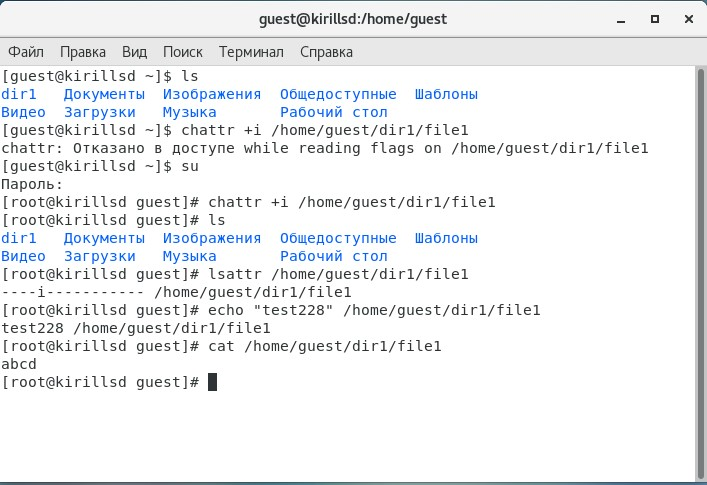 guest@kirillsd:/home/guest
Файл Правка Вид Поиск Терминал Справка
[guest@kirillsd ~]$ ls
dir1 Документы Изображения Общедоступные Шаблоны
Видео Загрузки Музыка Рабочий стол
[guest@kirillsd ~]$ chattr +i /home/guest/dir1/file1
chattr: Отказано в доступе while reading flags on /home/guest/dir1/file1
[guest@kirillsd ~]$ su
Пароль:
[root@kirillsd guest]# chattr +i /home/guest/dir1/file1
[root@kirillsd guest]# ls
dir1 Документы Изображения Общедоступные Шаблоны
Видео Загрузки Музыка Рабочий стол
[root@kirillsd guest]# lsattr /home/guest/dir1/file1
----i----------- /home/guest/dir1/file1
[root@kirillsd guest]# echo "test228" /home/guest/dir1/file1
test228 /home/guest/dir1/file1
[root@kirillsd guest]# cat /home/guest/dir1/file1
abcd
[root@kirillsd guest]#